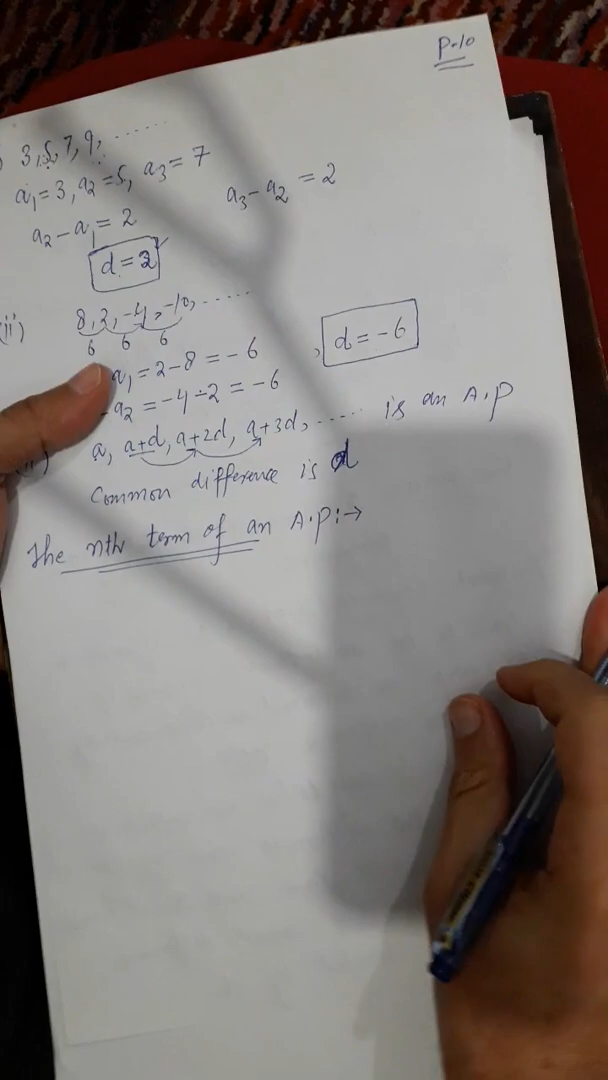 P-10
3, 5, 7, 9, ......
a₁ = 3, a₂ = 5, a₃ = 7
a₂ - a₁ = 2 a₃ - a₂ = 2
d = 2
(ii) 8, 2, -4, -10, ......
6 6 6
a₁ = 2 - 8 = -6 , d = -6
a₂ = -4 - 2 = -6
a, a+d, a+2d, a+3d, ...... is an A.P
Common difference is d
The nth term of an A.P:→